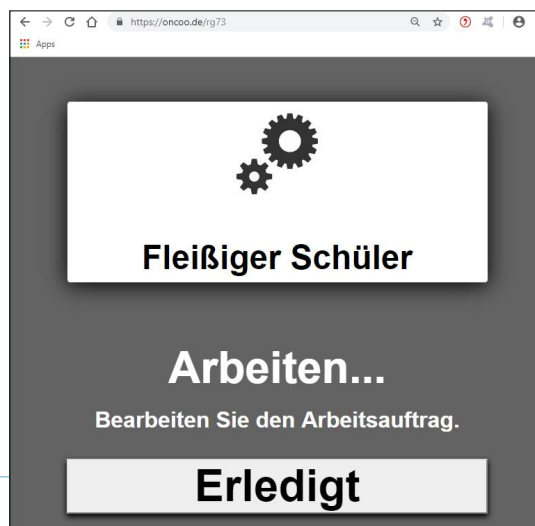 https://oncoo.de/rg73
Apps
Fleißiger Schüler
Arbeiten...
Bearbeiten Sie den Arbeitsauftrag.
Erledigt